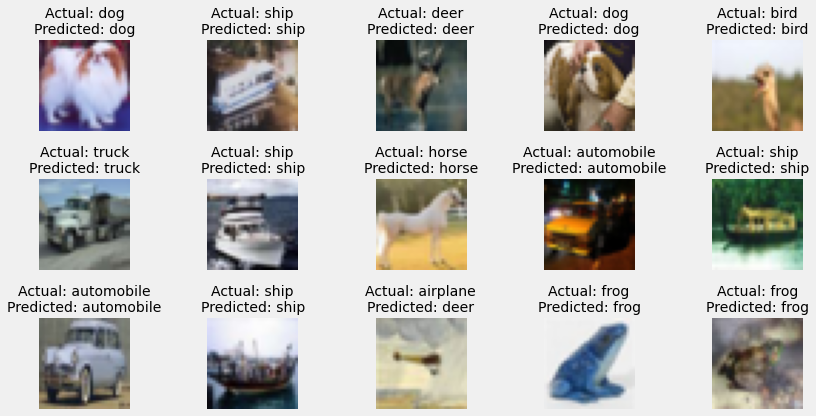 Actual: dog
Predicted: dog
Actual: ship
Predicted: ship
Actual: deer
Predicted: deer
Actual: dog
Predicted: dog
Actual: bird
Predicted: bird
Actual: truck
Predicted: truck
Actual: ship
Predicted: ship
Actual: horse
Predicted: horse
Actual: automobile
Predicted: automobile
Actual: ship
Predicted: ship
Actual: automobile
Predicted: automobile
Actual: ship
Predicted: ship
Actual: airplane
Predicted: deer
Actual: frog
Predicted: frog
Actual: frog
Predicted: frog